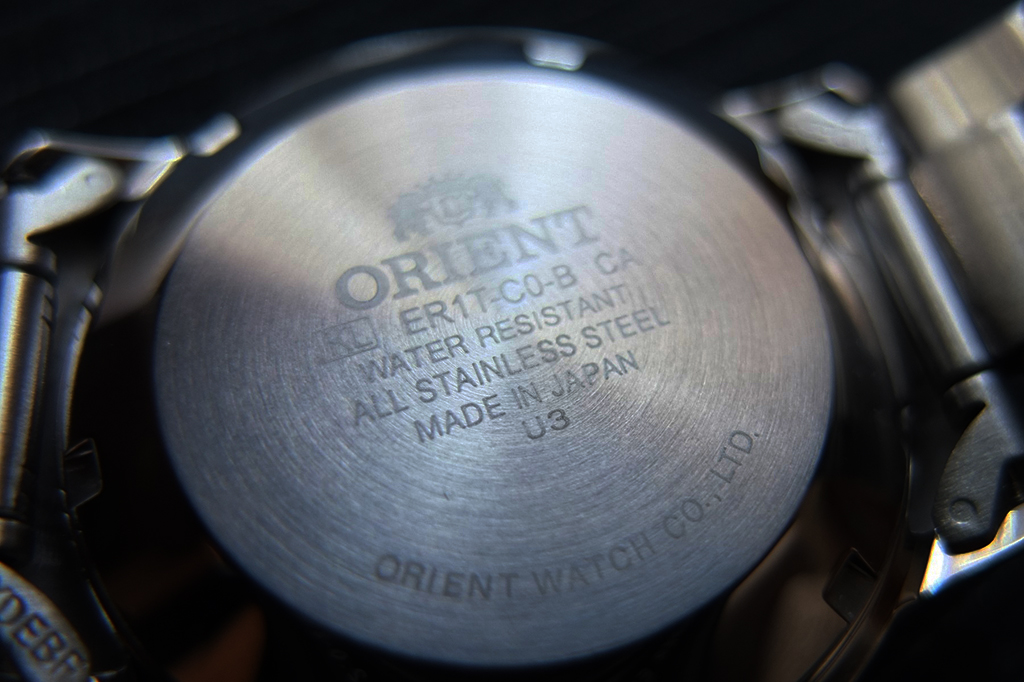 ORIENT
ER1T-C0-B CA
WATER RESISTANT
ALL STAINLESS STEEL
MADE IN JAPAN
U3
ORIENT WATCH CO., LTD.